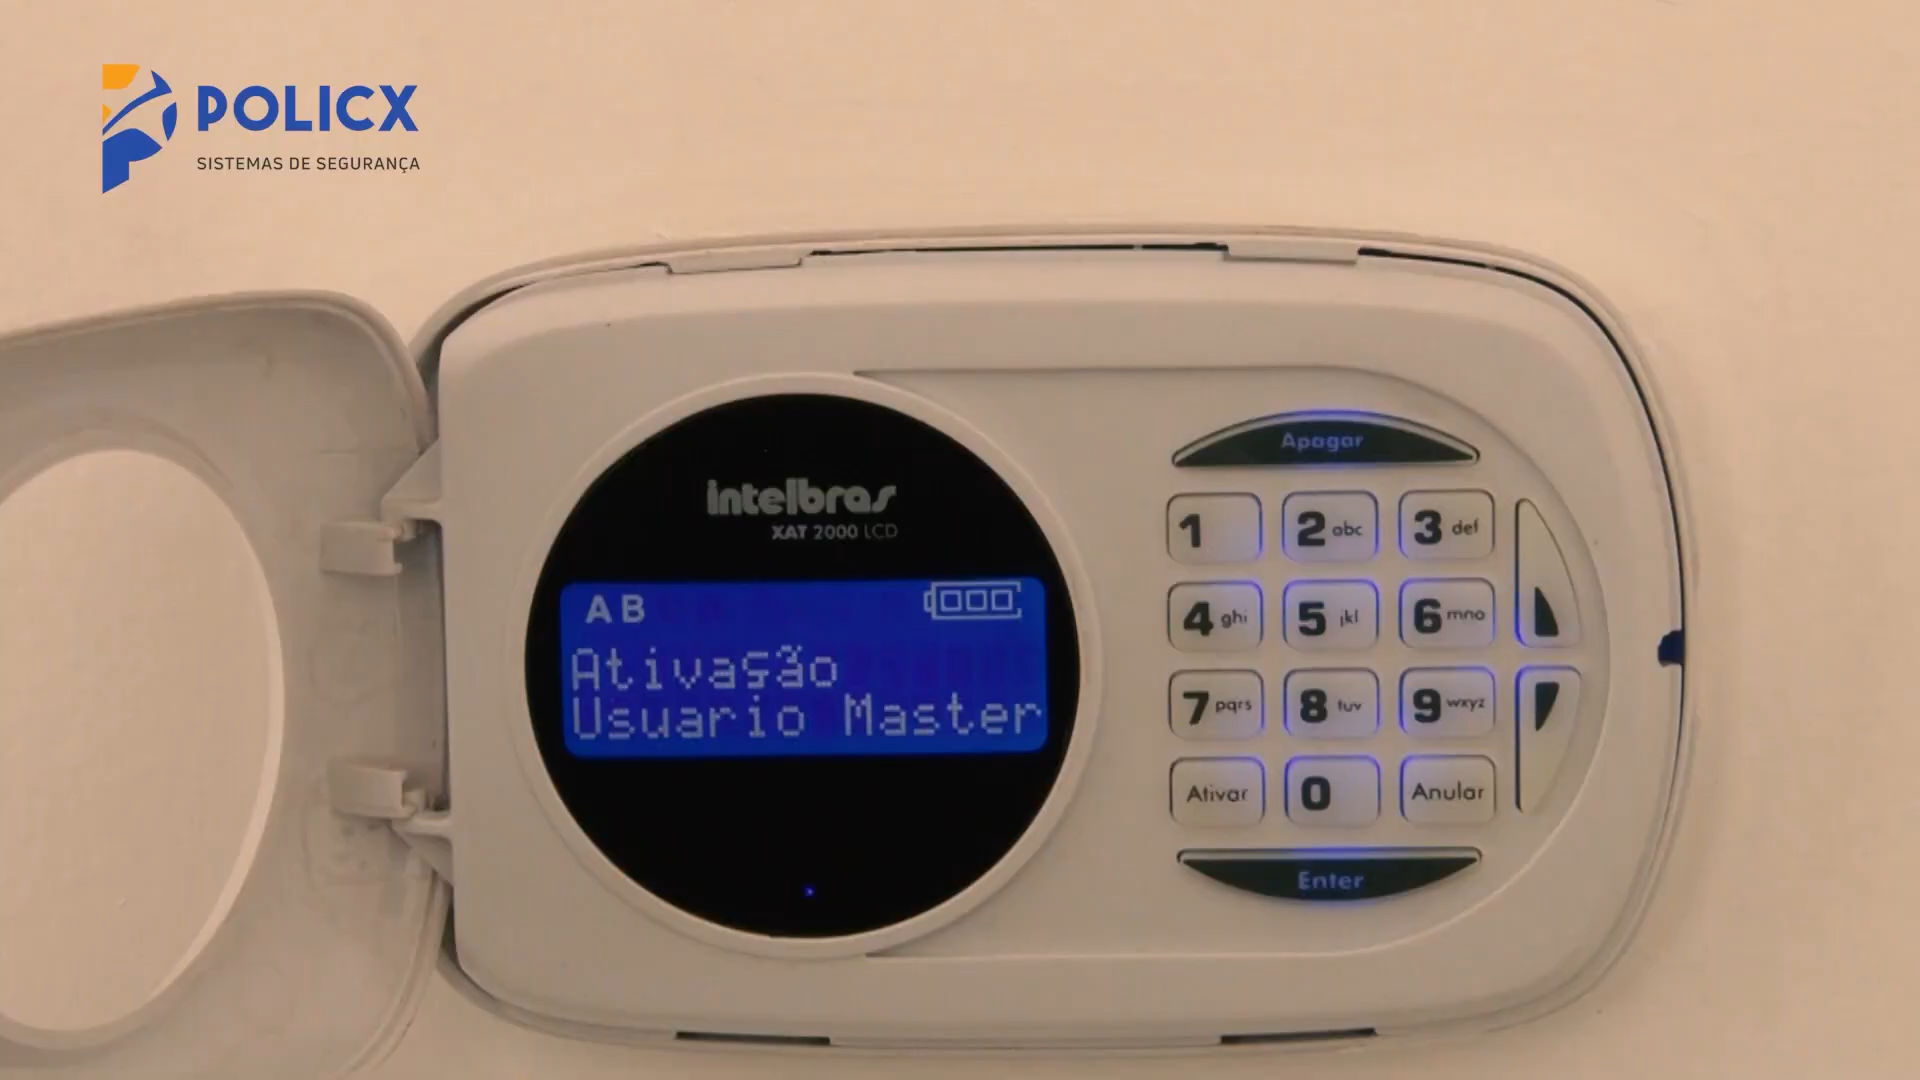 POLICX
SISTEMAS DE SEGURANÇA
intelbras
XAT 2000 LCD
A B
Ativação
Usuario Master
Apagar
1 2 abc 3 def
4 ghi 5 jkl 6 mno
7 pqrs 8 tuv 9 wxyz
Ativar 0 Anular
Enter